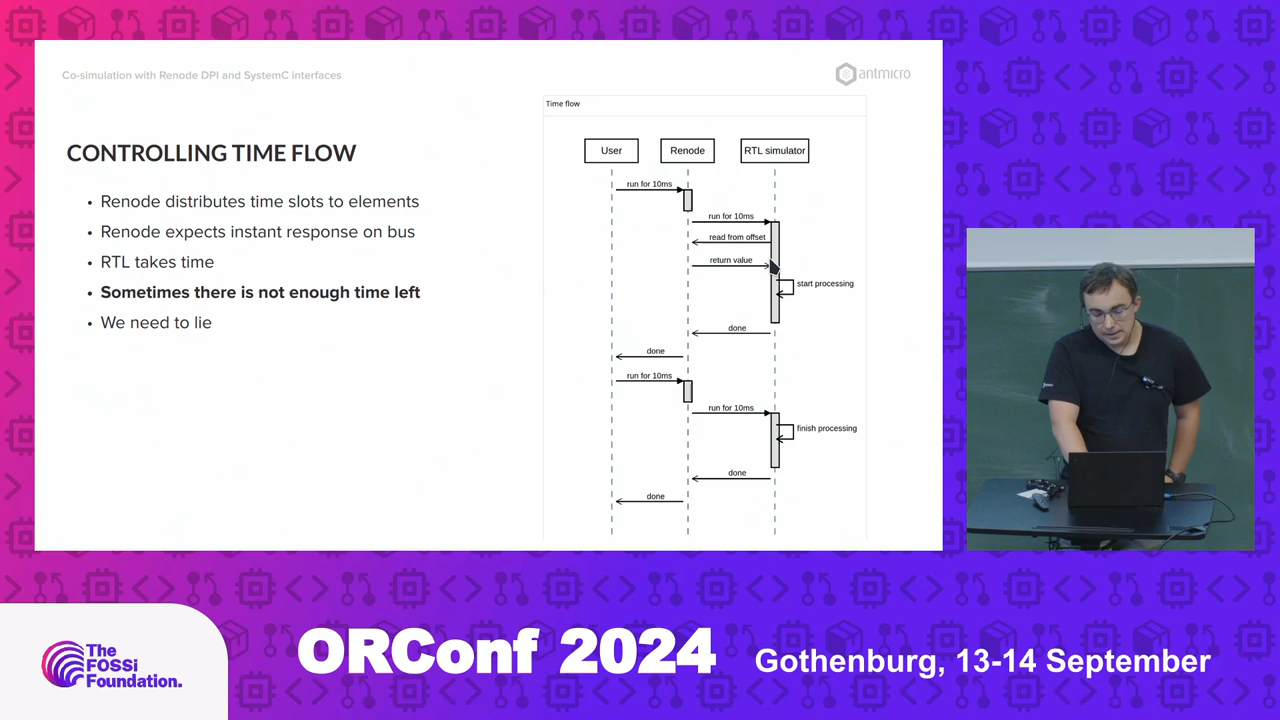 Co-simulation with Renode DPI and SystemC interfaces
antmicro
CONTROLLING TIME FLOW
• Renode distributes time slots to elements
• Renode expects instant response on bus
• RTL takes time
• Sometimes there is not enough time left
• We need to lie
Time flow
User
Renode
RTL simulator
run for 10ms
run for 10ms
read from offset
return value
start processing
done
done
run for 10ms
run for 10ms
finish processing
done
done
The
FOSSi
Foundation.
ORConf 2024
Gothenburg, 13-14 September